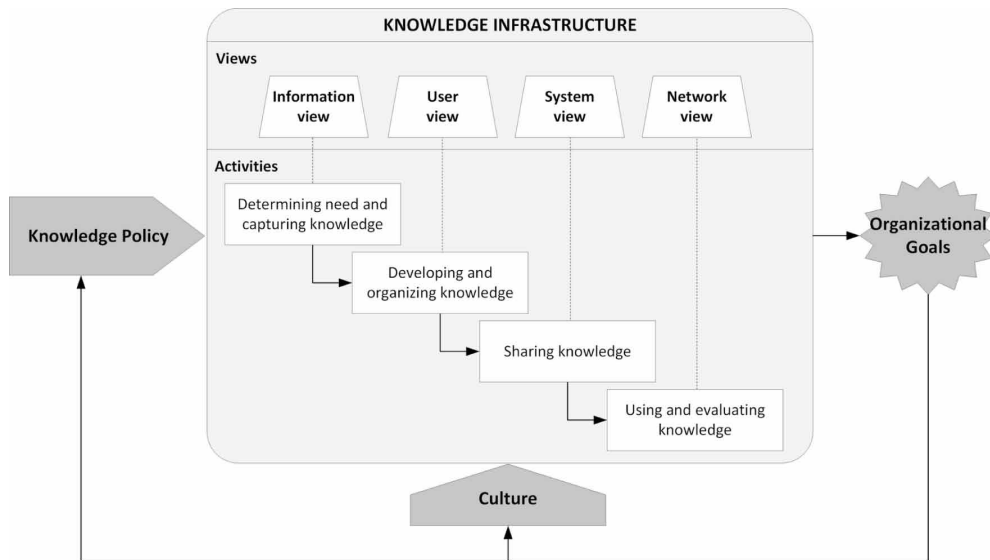 KNOWLEDGE INFRASTRUCTURE
Views
Information
view
User
view
System
view
Network
view
Activities
Determining need and
capturing knowledge
Knowledge Policy
Organizational
Goals
Developing and
organizing knowledge
Sharing knowledge
Using and evaluating
knowledge
Culture